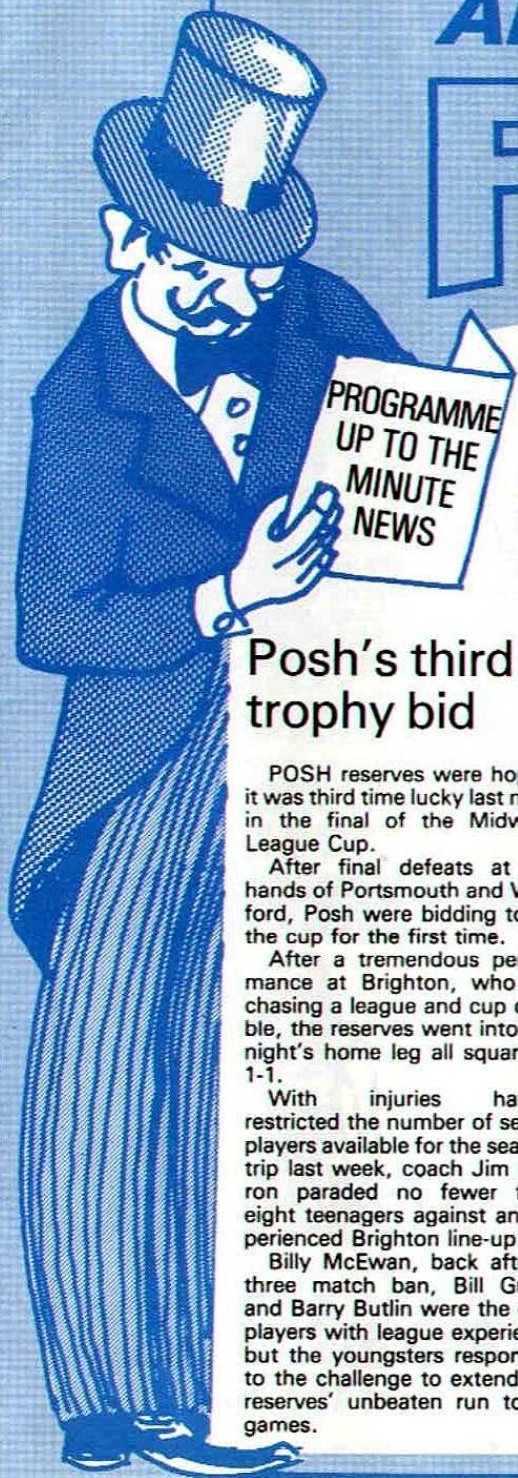 PROGRAMME
UP TO THE
MINUTE
NEWS
Posh's third
trophy bid
POSH reserves were hop
it was third time lucky last
in the final of the Midw
League Cup.
After final defeats at
hands of Portsmouth and W
ford, Posh were bidding to
the cup for the first time.
After a tremendous per
mance at Brighton, who
chasing a league and cup
ble, the reserves went into
night's home leg all squar
1-1.
With injuries ha
restricted the number of se
players available for the sea
trip last week, coach Jim
ron paraded no fewer
eight teenagers against an
perienced Brighton line-up
Billy McEwan, back aft
three match ban, Bill G
and Barry Butlin were the
players with league experie
but the youngsters respon
to the challenge to extend
reserves' unbeaten run to
games.